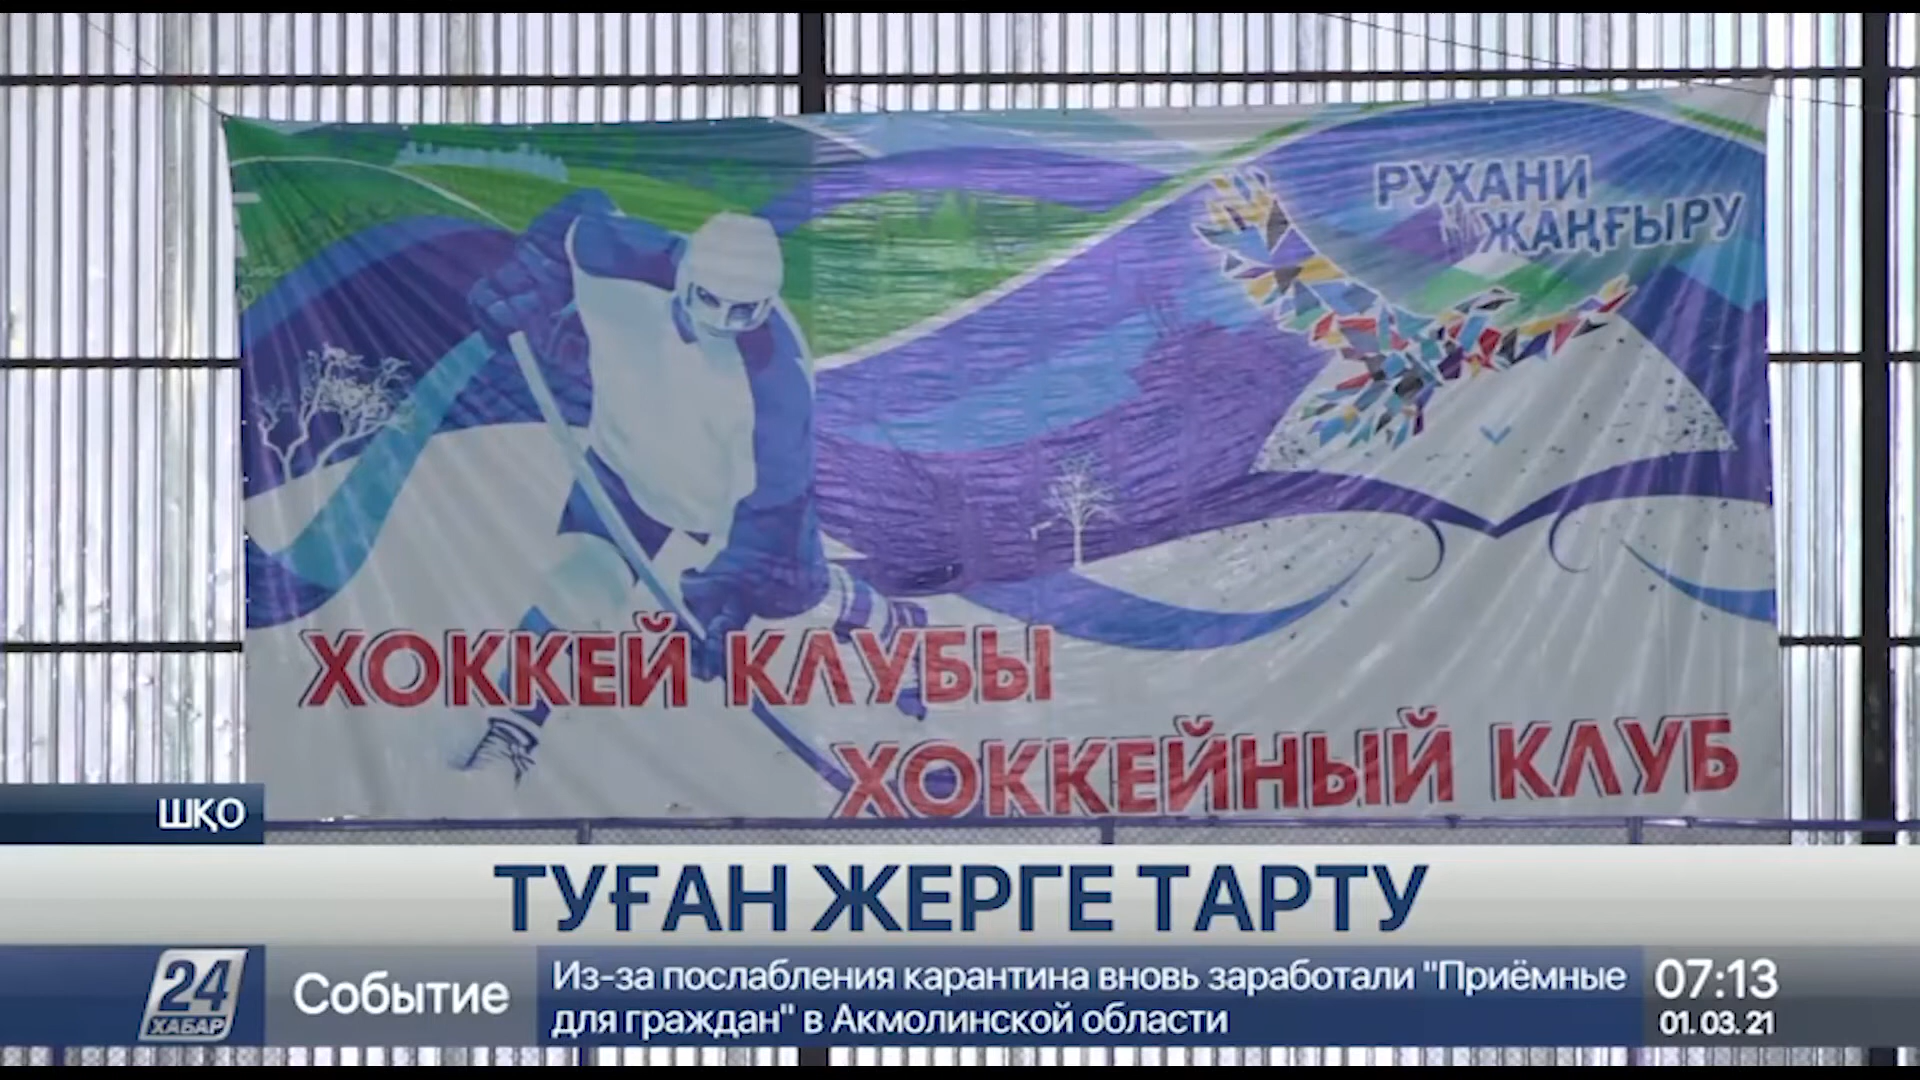 РУХАНИ
ЖАҢҒЫРУ
ХОККЕЙ КЛУБЫ
ХОККЕЙНЫЙ КЛУБ
ШҚО
ТУҒАН ЖЕРГЕ ТАРТУ
24
ХАБАР
Событие
Из-за послабления карантина вновь заработали "Приёмные
для граждан" в Акмолинской области
07:13
01. 03. 21